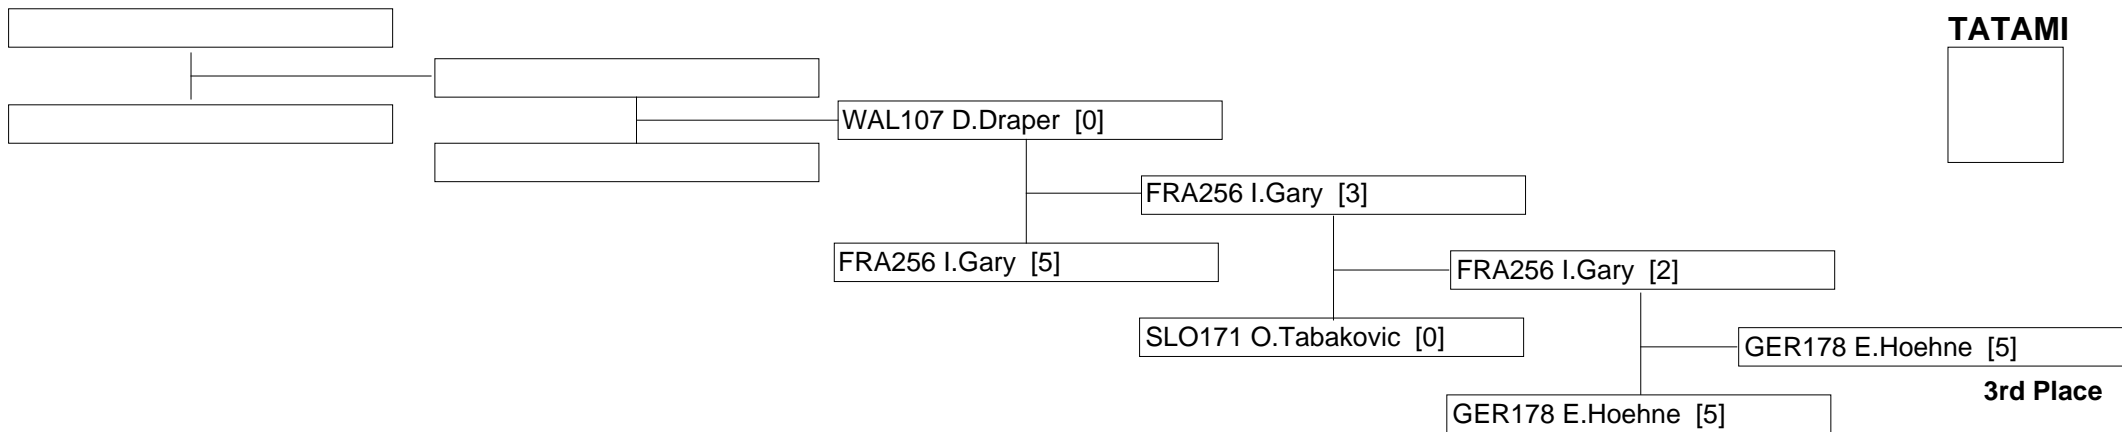 TATAMI
WAL107 D.Draper [0]
FRA256 I.Gary [3]
FRA256 I.Gary [5]
FRA256 I.Gary [2]
SLO171 O.Tabakovic [0]
GER178 E.Hoehne [5]
3rd Place
GER178 E.Hoehne [5]